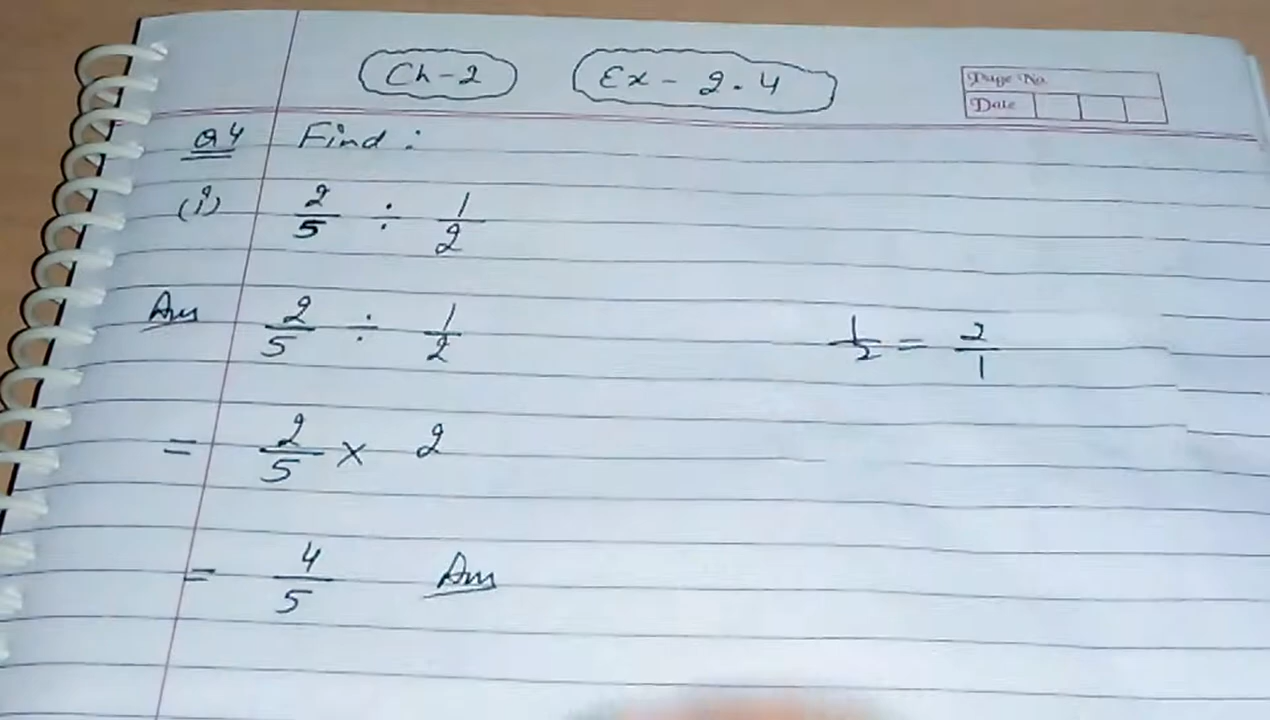 Ch-2 Ex - 2.4
Page No.
Date
Q4 Find :
(i) 2/5 ÷ 1/2
Ans 2/5 ÷ 1/2 1/2 = 2/1
= 2/5 × 2
= 4/5 Ans